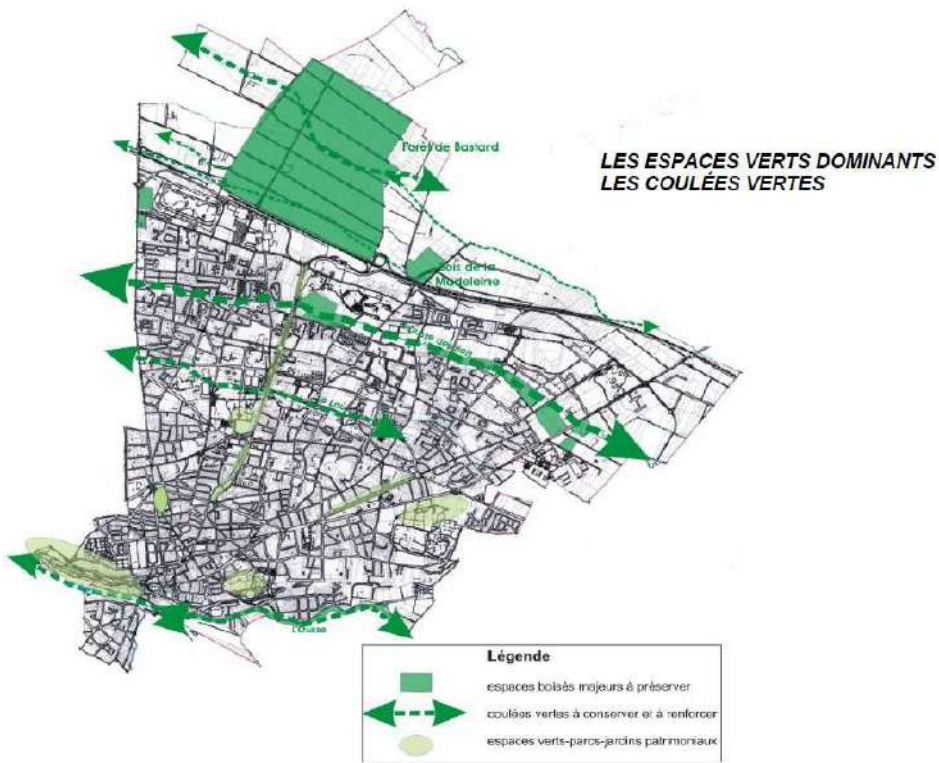 LES ESPACES VERTS DOMINANTS
LES COULÉES VERTES
Forêt de Bastard
Bois de la
Madeleine
L'Ousse
Légende
espaces boisés majeurs à préserver
coulées vertes à conserver et à renforcer
espaces verts-parcs-jardins patrimoniaux